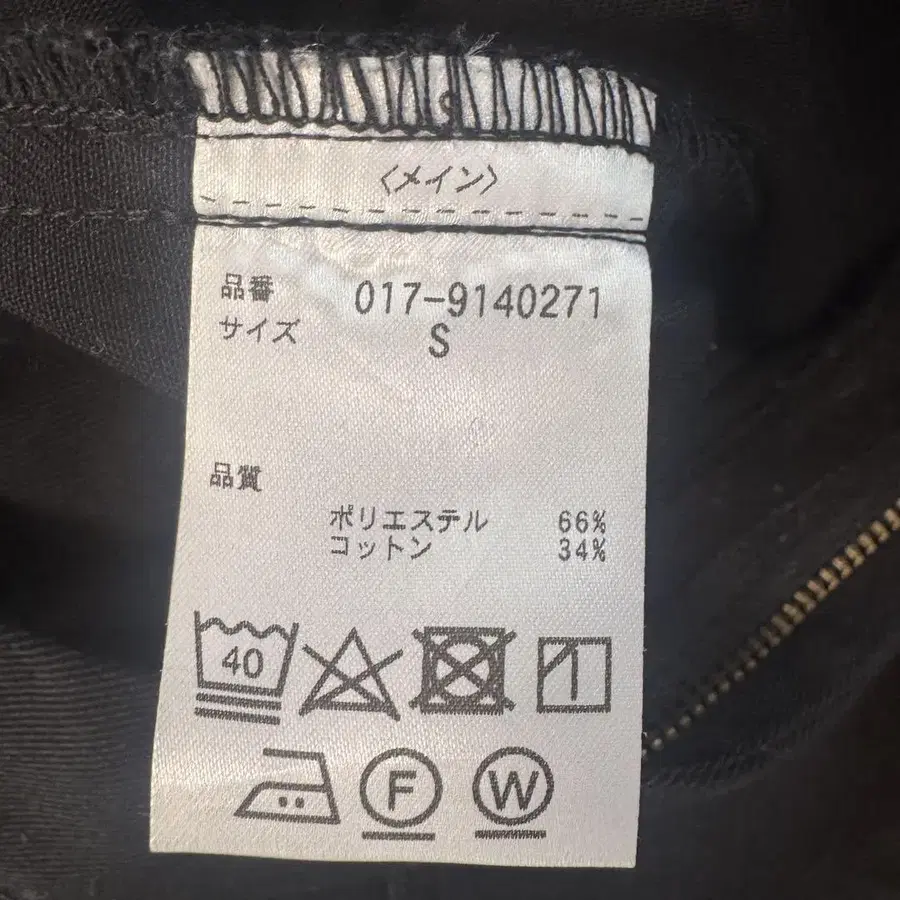 〈メイン〉
品番 017-9140271
サイズ S
品質
ポリエステル 66%
コットン 34%
40
F W